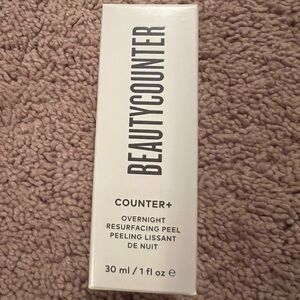 BEAUTYCOUNTER
COUNTER+
OVERNIGHT
RESURFACING PEEL
PEELING LISSANT
DE NUIT
30 ml / 1 fl oz ℮